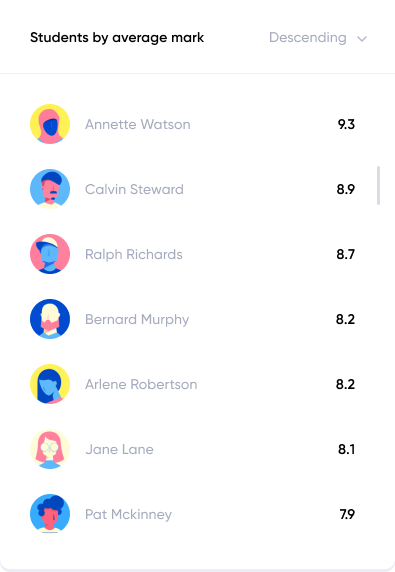 Students by average mark Descending
Annette Watson 9.3
Calvin Steward 8.9
Ralph Richards 8.7
Bernard Murphy 8.2
Arlene Robertson 8.2
Jane Lane 8.1
Pat Mckinney 7.9